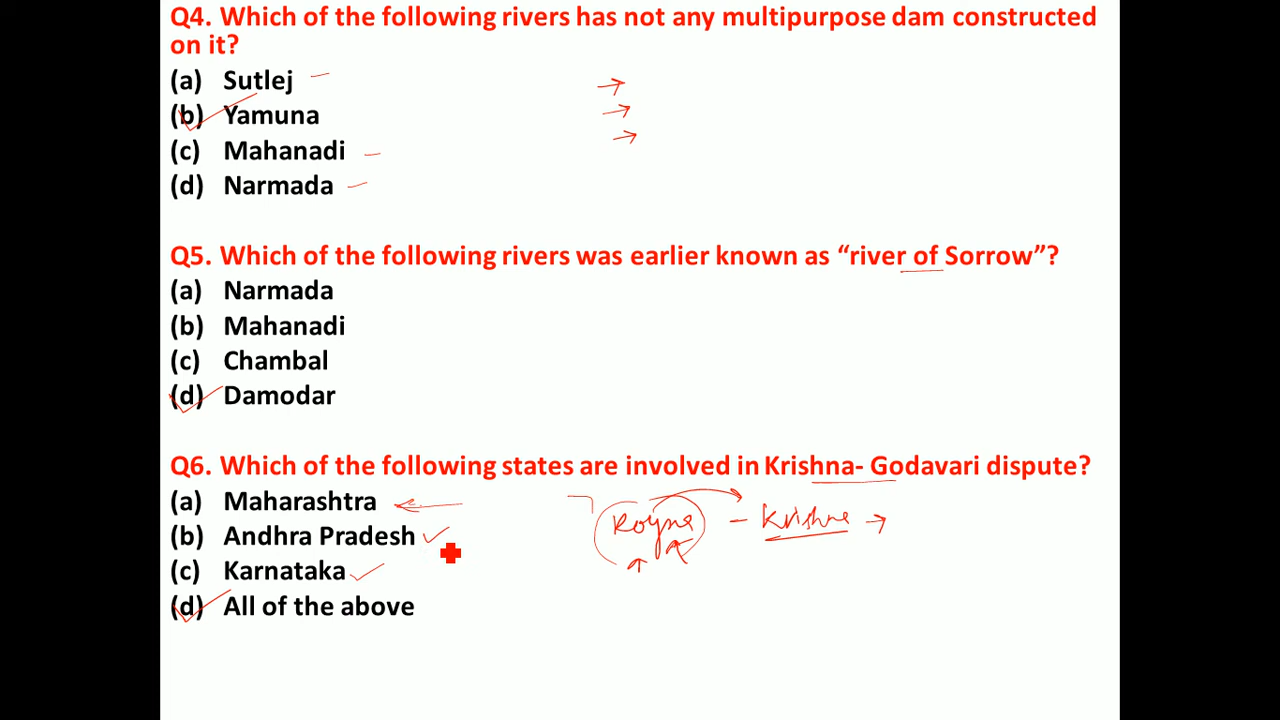 Q4. Which of the following rivers has not any multipurpose dam constructed
on it?
(a) Sutlej
(b) Yamuna
(c) Mahanadi
(d) Narmada
Q5. Which of the following rivers was earlier known as “river of Sorrow”?
(a) Narmada
(b) Mahanadi
(c) Chambal
(d) Damodar
Q6. Which of the following states are involved in Krishna- Godavari dispute?
(a) Maharashtra
(b) Andhra Pradesh
Koyna - Krishna →
(c) Karnataka
(d) All of the above